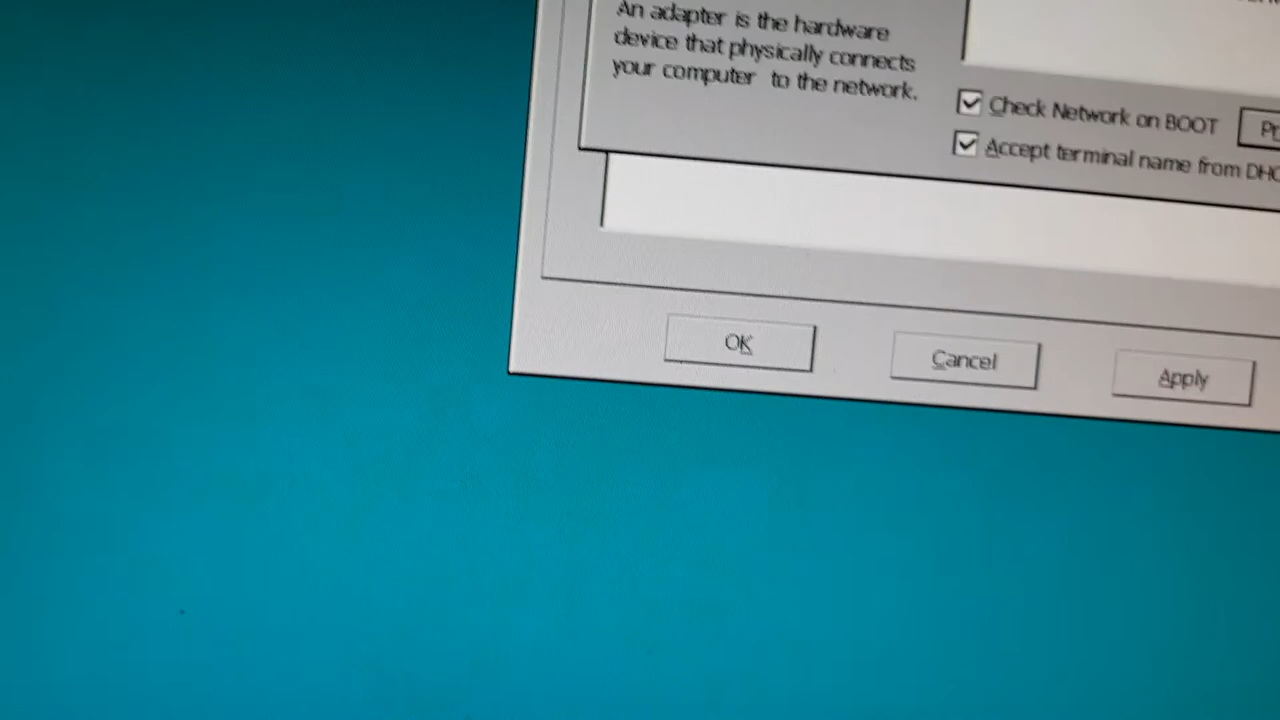 An adapter is the hardware
device that physically connects
your computer to the network.
Check Network on BOOT
Accept terminal name from
OK
Cancel
Apply